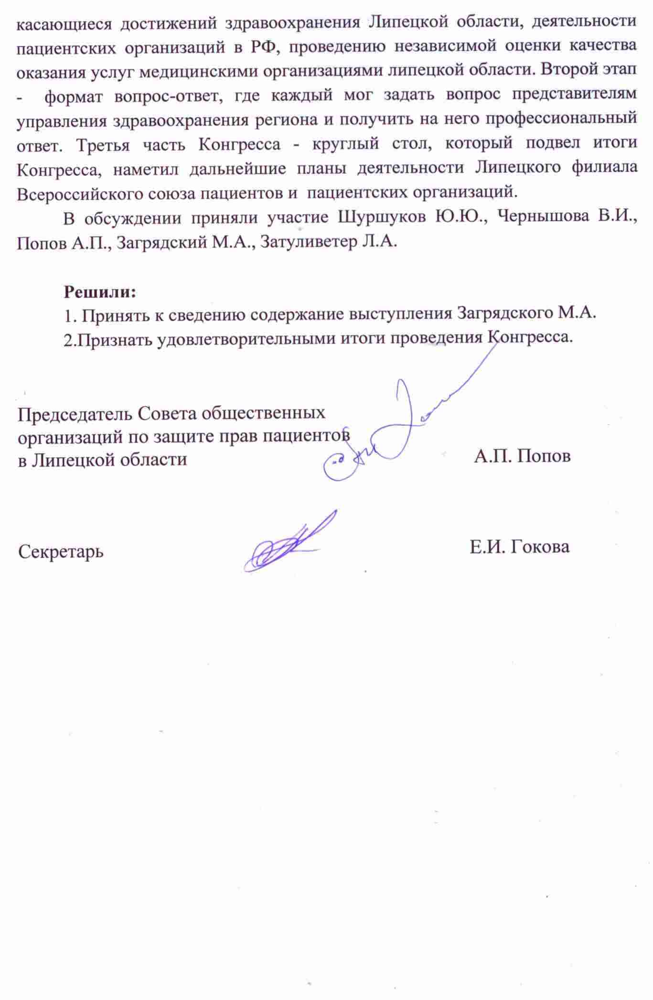 касающиеся достижений здравоохранения Липецкой области, деятельности
пациентских организаций в РФ, проведению независимой оценки качества
оказания услуг медицинскими организациями липецкой области. Второй этап
- формат вопрос-ответ, где каждый мог задать вопрос представителям
управления здравоохранения региона и получить на него профессиональный
ответ. Третья часть Конгресса - круглый стол, который подвел итоги
Конгресса, наметил дальнейшие планы деятельности Липецкого филиала
Всероссийского союза пациентов и пациентских организаций.
В обсуждении приняли участие Шуршуков Ю.Ю., Чернышова В.И.,
Попов А.П., Загрядский М.А., Затуливетер Л.А.
Решили:
1. Принять к сведению содержание выступления Загрядского М.А.
2.Признать удовлетворительными итоги проведения Конгресса.
Председатель Совета общественных
организаций по защите прав пациентов
в Липецкой области А.П. Попов
Секретарь Е.И. Гокова